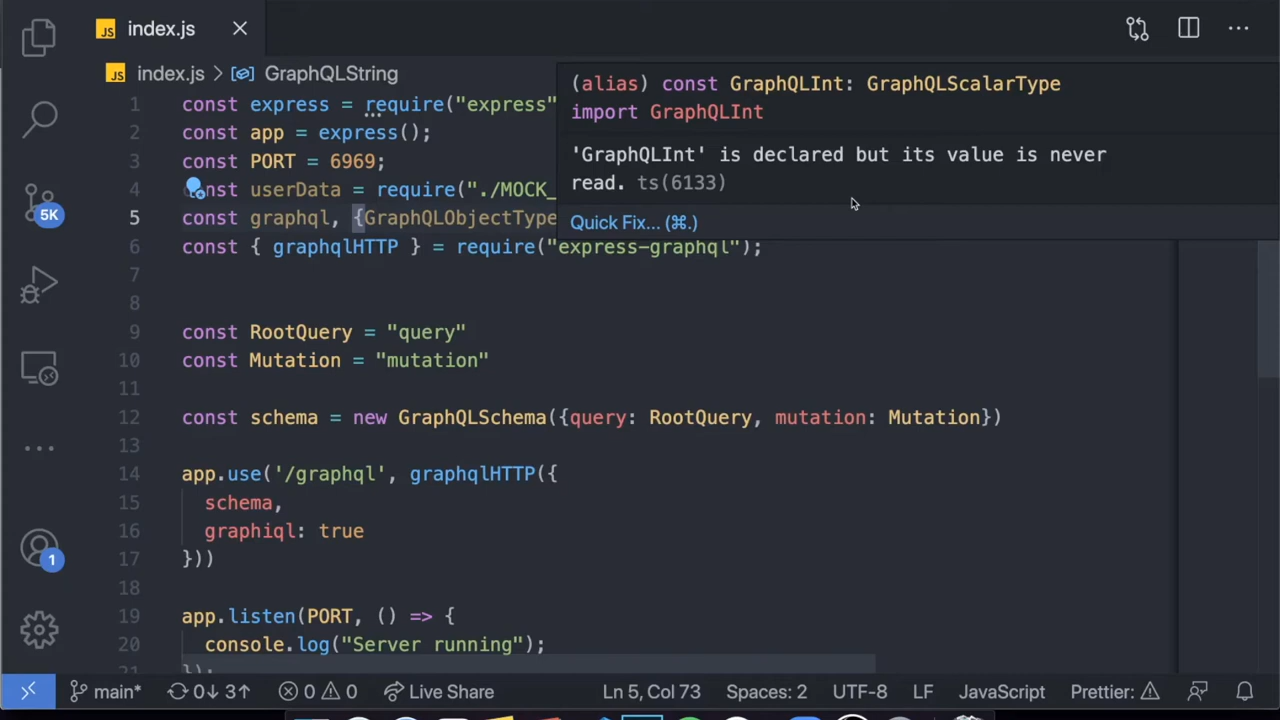 JS index.js
JS index.js > GraphQLString
(alias) const GraphQLInt: GraphQLScalarType
import GraphQLInt
'GraphQLInt' is declared but its value is never
read. ts(6133)
Quick Fix... (⌘.)
1 const express = require("express"
2 const app = express();
3 const PORT = 6969;
4 const userData = require("./MOCK_
5 const graphql, {GraphQLObjectType
6 const { graphqlHTTP } = require("express-graphql");
7
8
9 const RootQuery = "query"
10 const Mutation = "mutation"
11
12 const schema = new GraphQLSchema({query: RootQuery, mutation: Mutation})
13
14 app.use('/graphql', graphqlHTTP({
15 schema,
16 graphiql: true
17 }))
18
19 app.listen(PORT, () => {
20 console.log("Server running");
21 });
5K
1
main* 0↓ 3↑ 0 0 Live Share Ln 5, Col 73 Spaces: 2 UTF-8 LF JavaScript Prettier: